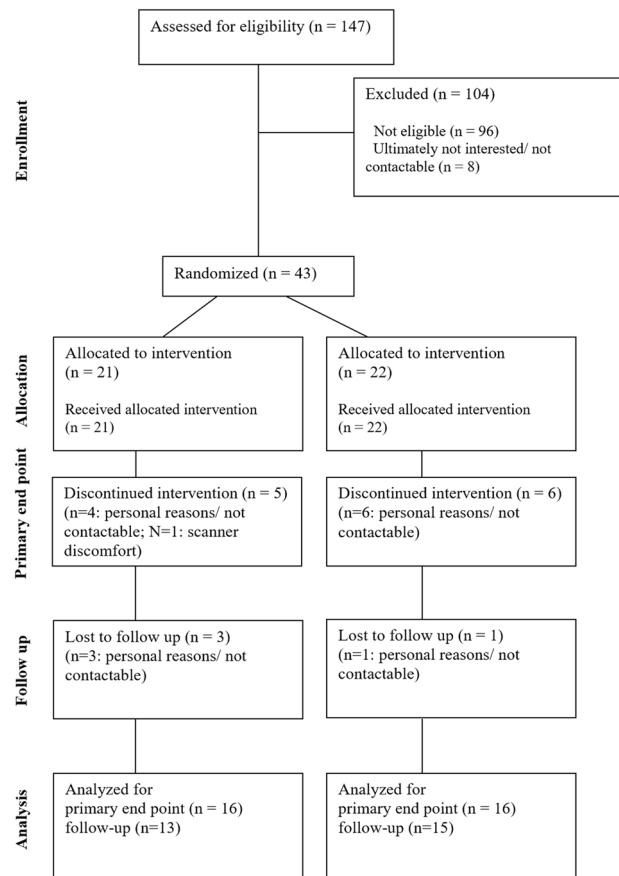 Enrollment
Assessed for eligibility (n = 147)
Excluded (n = 104)
Not eligible (n = 96)
Ultimately not interested/ not
contactable (n = 8)
Randomized (n = 43)
Allocation
Allocated to intervention
(n = 21)
Received allocated intervention
(n = 21)
Allocated to intervention
(n = 22)
Received allocated intervention
(n = 22)
Primary end point
Discontinued intervention (n = 5)
(n=4: personal reasons/ not
contactable; N=1: scanner
discomfort)
Discontinued intervention (n = 6)
(n=6: personal reasons/ not
contactable)
Follow up
Lost to follow up (n = 3)
(n=3: personal reasons/ not
contactable)
Lost to follow up (n = 1)
(n=1: personal reasons/ not
contactable)
Analysis
Analyzed for
primary end point (n = 16)
follow-up (n=13)
Analyzed for
primary end point (n = 16)
follow-up (n=15)